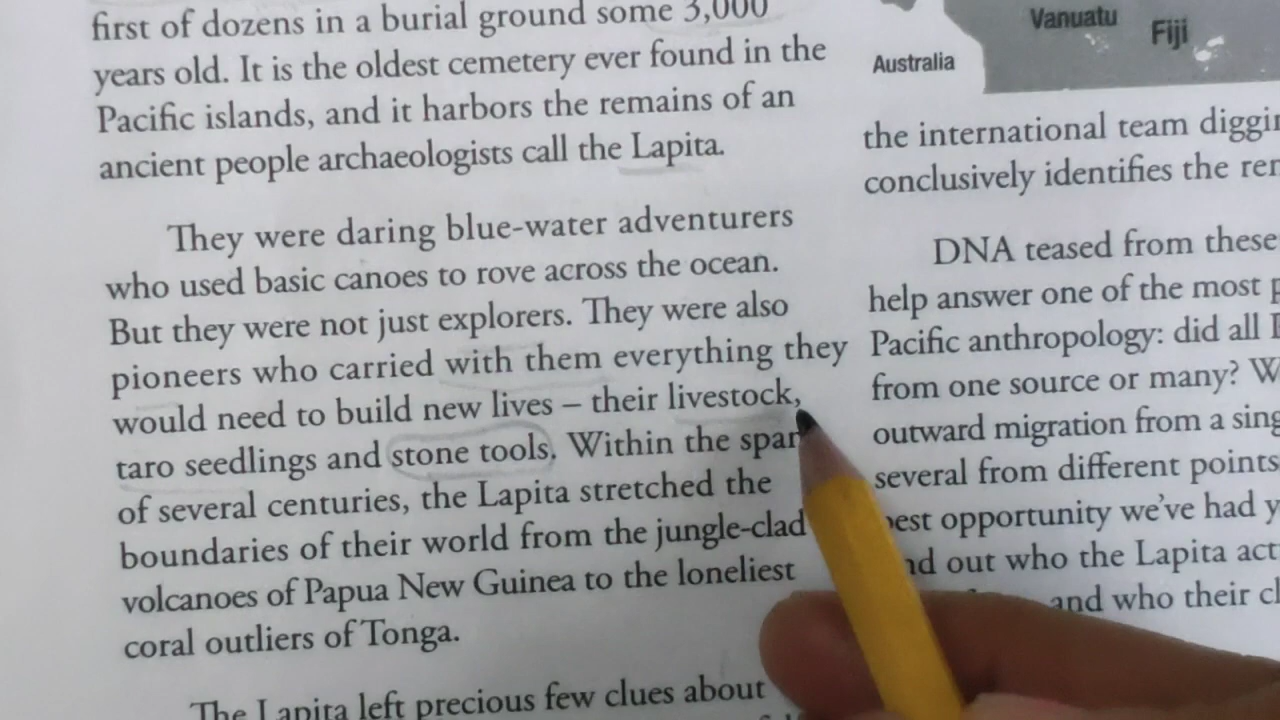 first of dozens in a burial ground some 3,000
years old. It is the oldest cemetery ever found in the
Pacific islands, and it harbors the remains of an
ancient people archaeologists call the Lapita.
They were daring blue-water adventurers
who used basic canoes to rove across the ocean.
But they were not just explorers. They were also
pioneers who carried with them everything they
would need to build new lives – their livestock,
taro seedlings and stone tools. Within the span
of several centuries, the Lapita stretched the
boundaries of their world from the jungle-clad
volcanoes of Papua New Guinea to the loneliest
coral outliers of Tonga.
The Lapita left precious few clues about
Vanuatu
Fiji
Australia
the international team
conclusively identifies the
DNA teased from these
help answer one of the most
Pacific anthropology: did all
from one source or many?
outward migration from a
several from different points
opportunity we've had
out who the Lapita
and who their